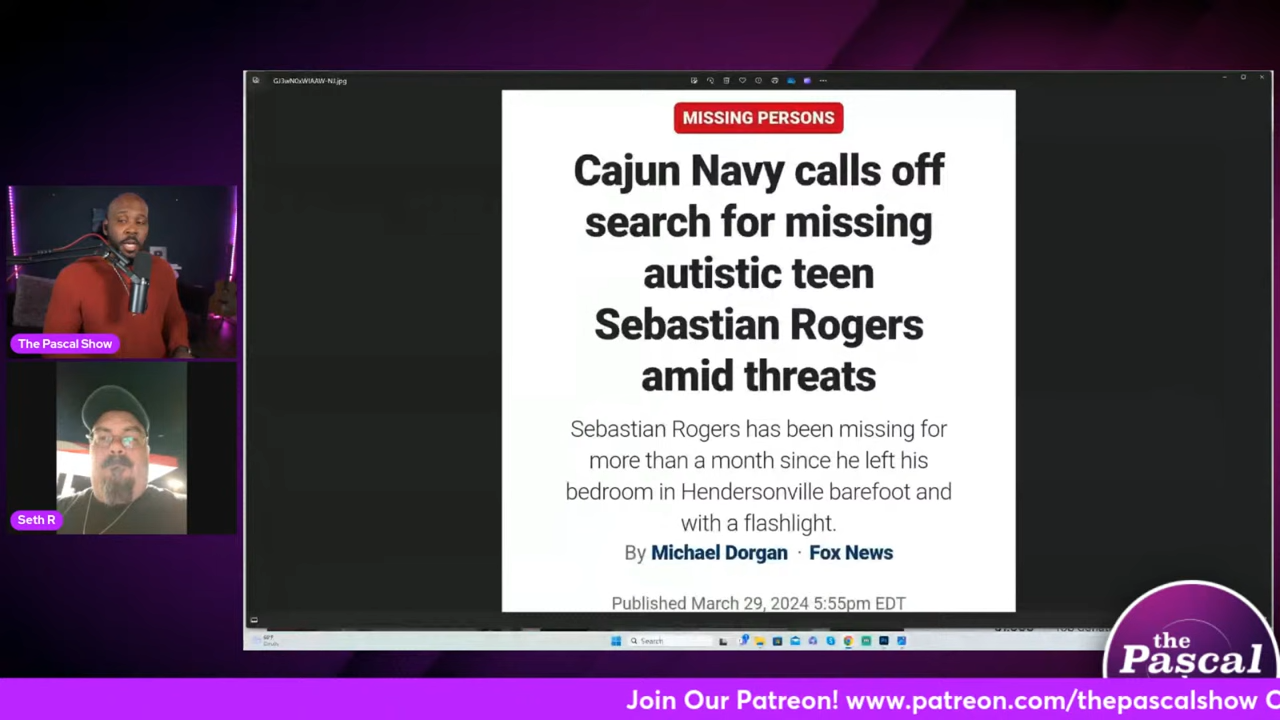 MISSING PERSONS
Cajun Navy calls off
search for missing
autistic teen
Sebastian Rogers
amid threats
Sebastian Rogers has been missing for
more than a month since he left his
bedroom in Hendersonville barefoot and
with a flashlight.
By Michael Dorgan · Fox News
Published March 29, 2024 5:55pm EDT
The Pascal Show
Seth R
Search
the
Pascal
Join Our Patreon! www.patreon.com/thepascalshow